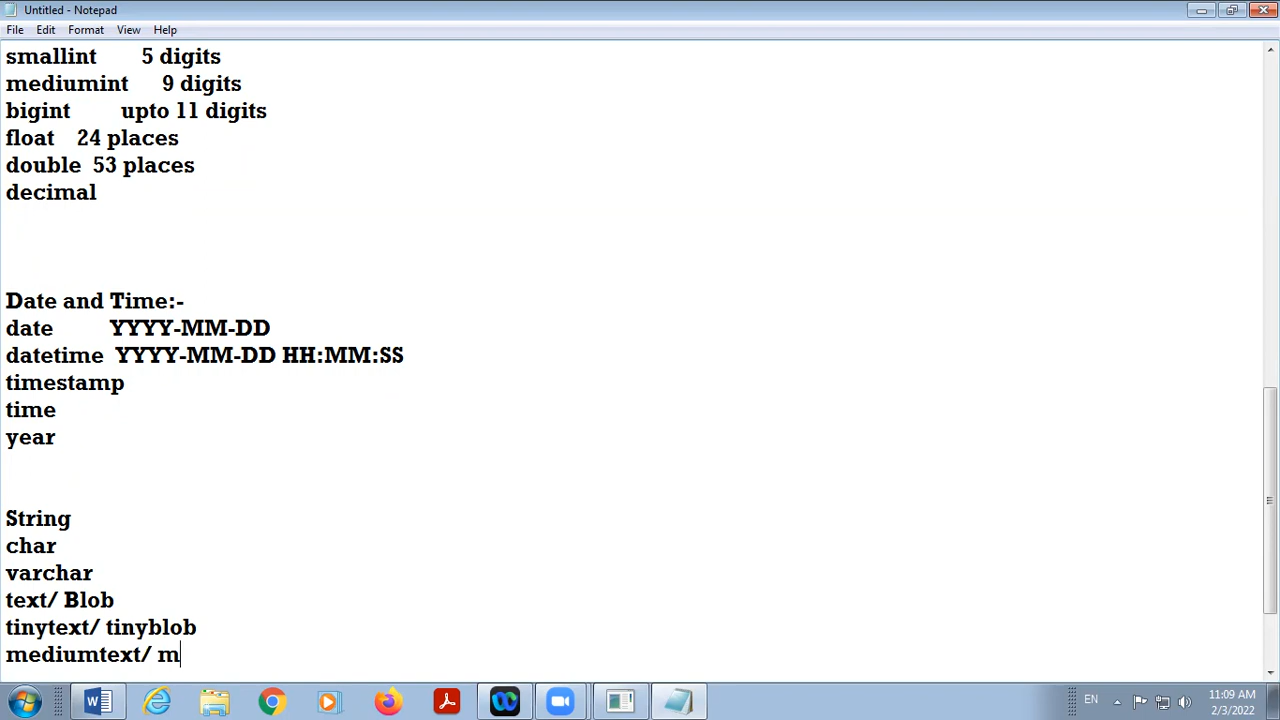 Untitled - Notepad
File Edit Format View Help
smallint 5 digits
mediumint 9 digits
bigint upto 11 digits
float 24 places
double 53 places
decimal
Date and Time:-
date YYYY-MM-DD
datetime YYYY-MM-DD HH:MM:SS
timestamp
time
year
String
char
varchar
text/ Blob
tinytext/ tinyblob
mediumtext/ m
EN
11:09 AM
2/3/2022